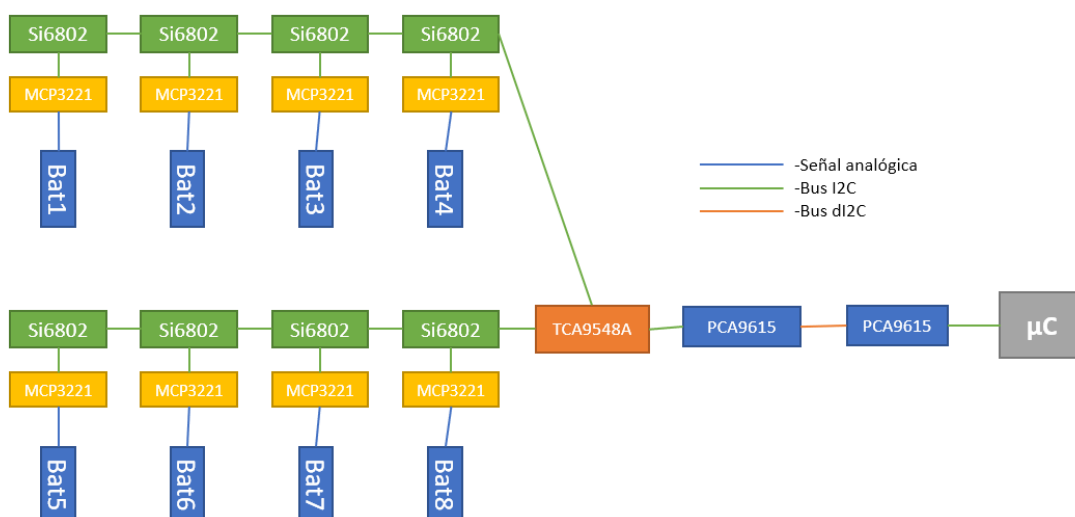 Si6802 Si6802 Si6802 Si6802
MCP3221 MCP3221 MCP3221 MCP3221
Bat1 Bat2 Bat3 Bat4
-Señal analógica
-Bus I2C
-Bus dI2C
Si6802 Si6802 Si6802 Si6802 TCA9548A PCA9615 PCA9615 µC
MCP3221 MCP3221 MCP3221 MCP3221
Bat5 Bat6 Bat7 Bat8